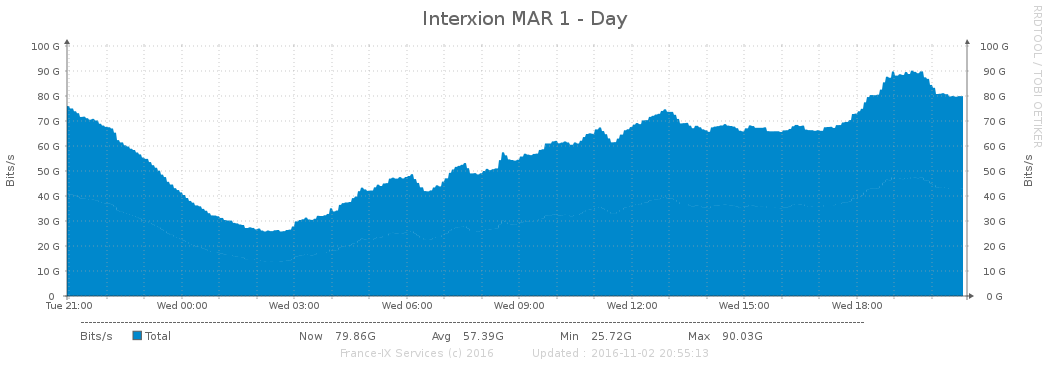 Interxion MAR 1 - Day
RRDTOOL / TOBI OETIKER
Bits/s
100 G 100 G
90 G 90 G
80 G 80 G
70 G 70 G
60 G 60 G
50 G 50 G
40 G 40 G
30 G 30 G
20 G 20 G
10 G 10 G
0 0 G
Bits/s
Tue 21:00 Wed 00:00 Wed 03:00 Wed 06:00 Wed 09:00 Wed 12:00 Wed 15:00 Wed 18:00
Bits/s Total Now 79.86G Avg 57.39G Min 25.72G Max 90.03G
France-IX Services (c) 2016 Updated : 2016-11-02 20:55:13